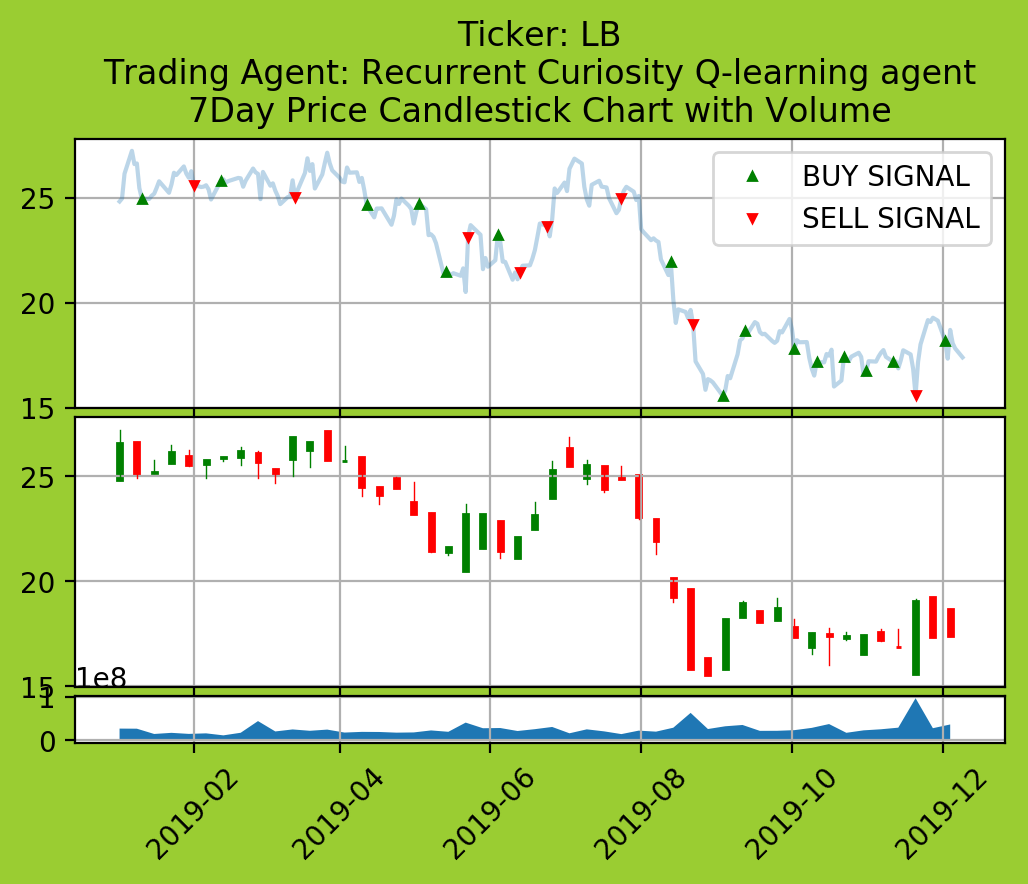 Ticker: LB
Trading Agent: Recurrent Curiosity Q-learning agent
7Day Price Candlestick Chart with Volume
BUY SIGNAL
SELL SIGNAL
25
20
15
25
20
15
1e8
1
0
2019-02
2019-04
2019-06
2019-08
2019-10
2019-12